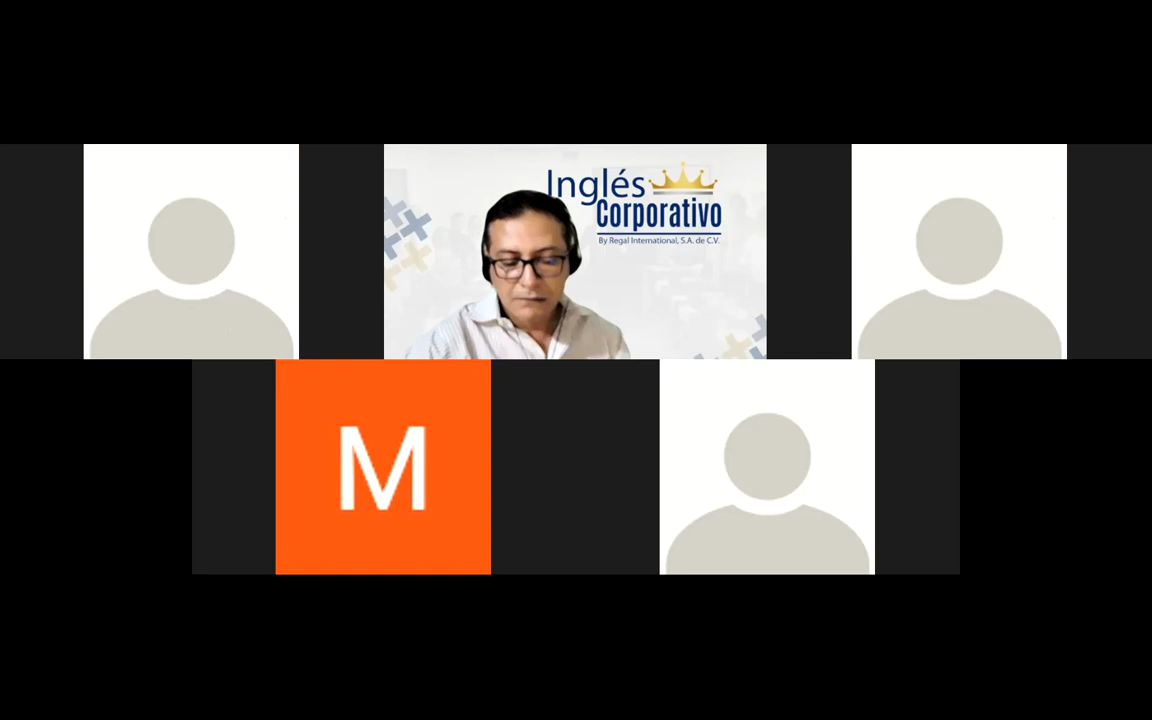 Inglés
Corporativo
By Regal International, S.A. de C.V.
M